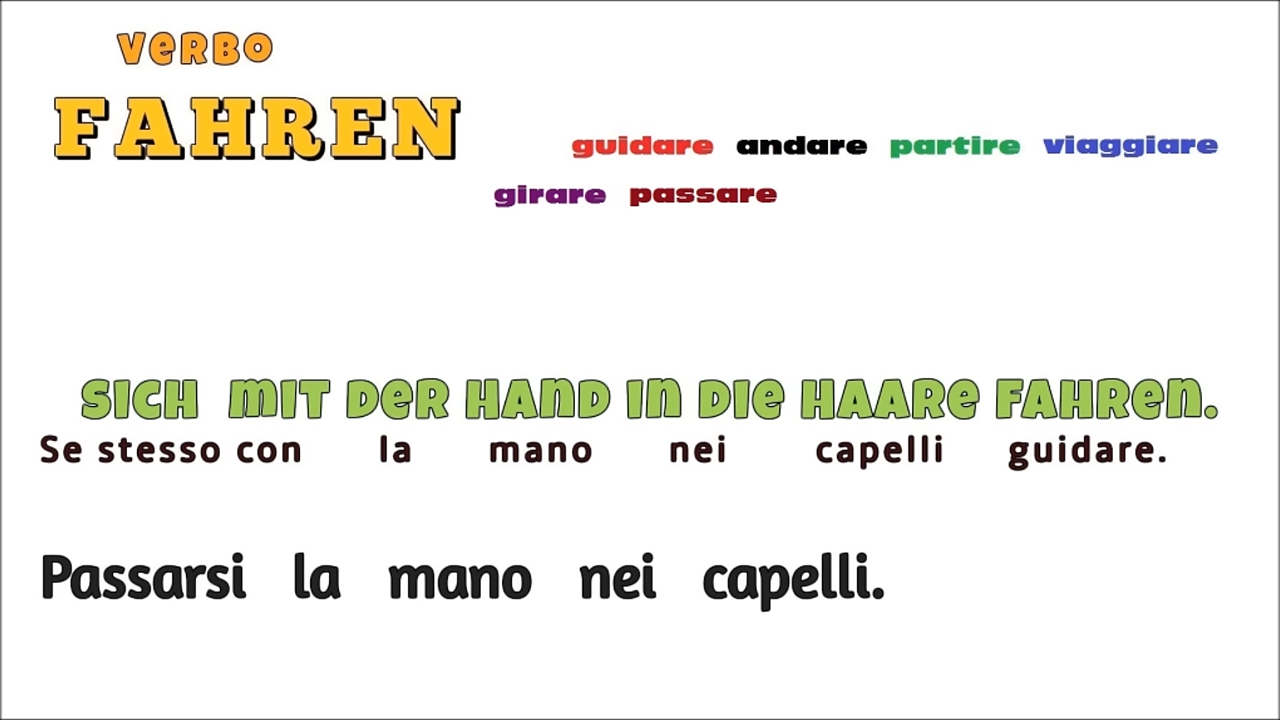 VERBO
FAHREN
guidare andare partire viaggiare
girare passare
SICH MIT DER HAND IN DIE HAARE FAHREN.
Se stesso con la mano nei capelli guidare.
Passarsi la mano nei capelli.